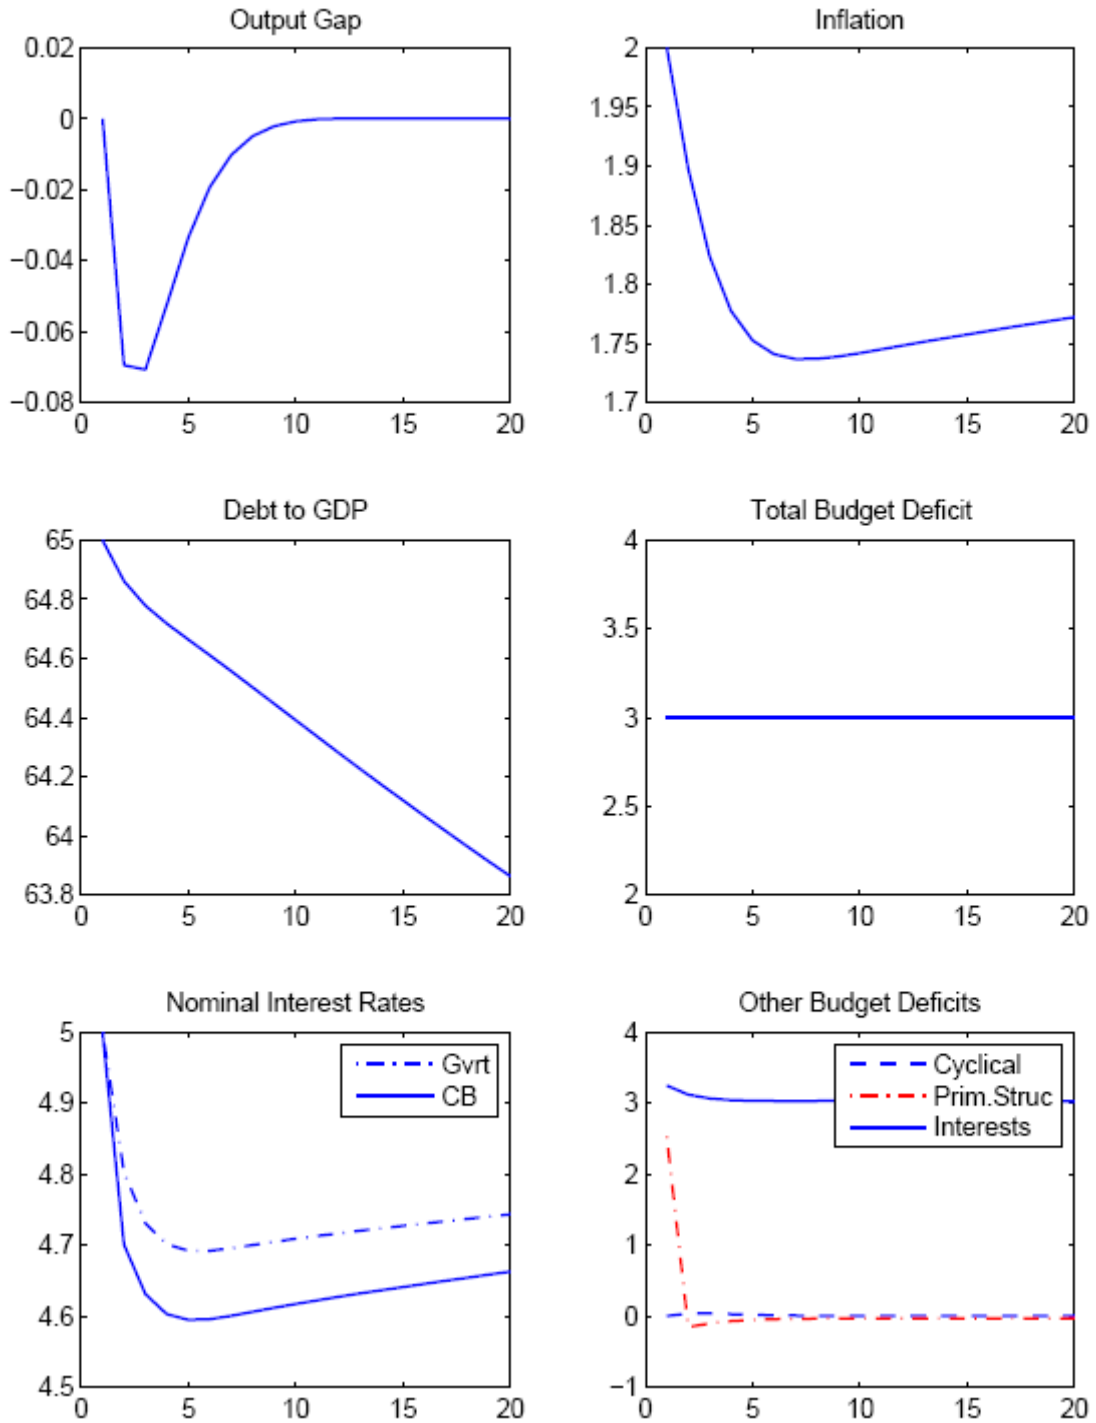 Output Gap
0.02
0
−0.02
−0.04
−0.06
−0.08
0 5 10 15 20
Inflation
2
1.95
1.9
1.85
1.8
1.75
1.7
0 5 10 15 20
Debt to GDP
65
64.8
64.6
64.4
64.2
64
63.8
0 5 10 15 20
Total Budget Deficit
4
3.5
3
2.5
2
0 5 10 15 20
Nominal Interest Rates
5
4.9
4.8
4.7
4.6
4.5
0 5 10 15 20
Gvrt
CB
Other Budget Deficits
4
3
2
1
0
−1
0 5 10 15 20
Cyclical
Prim.Struc
Interests